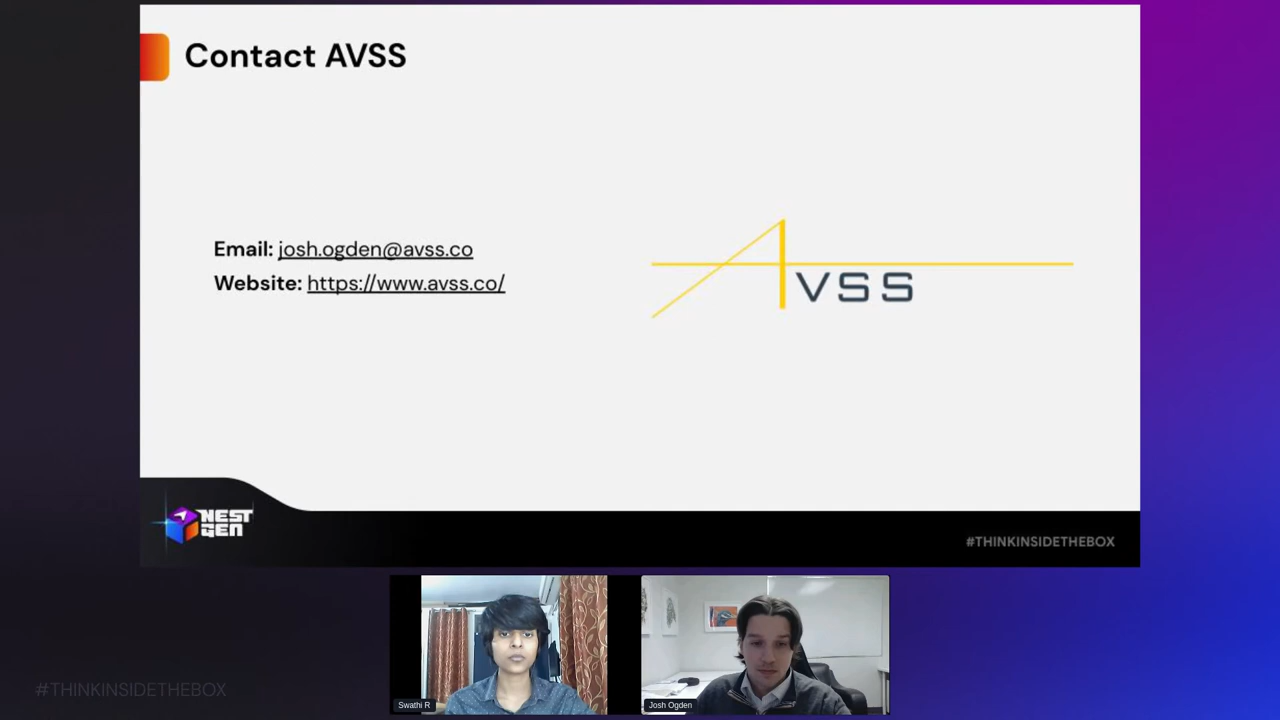 Contact AVSS
Email: josh.ogden@avss.co
Website: https://www.avss.co/
AVSS
NEST
GEN
#THINKINSIDETHEBOX
Swathi R
Josh Ogden
#THINKINSIDETHEBOX